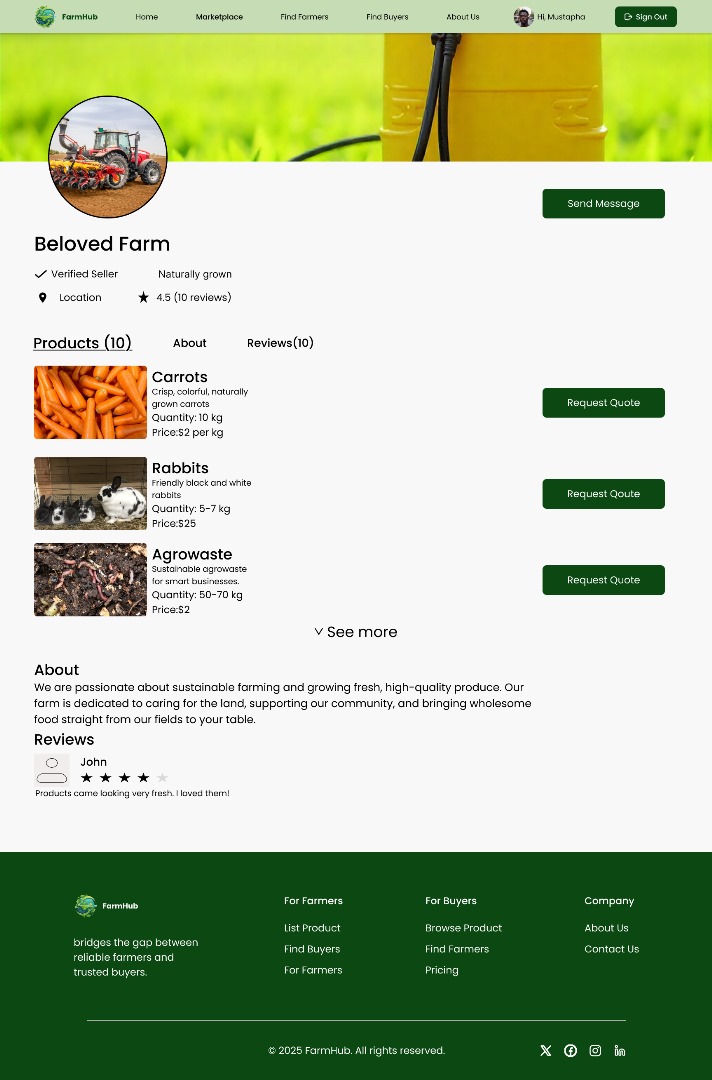 FarmHub
Home
Marketplace
Find Farmers
Find Buyers
About Us
Hi, Mustapha
Sign Out
Send Message
Beloved Farm
Verified Seller
Naturally grown
Location
4.5 (10 reviews)
Products (10)
About
Reviews(10)
Carrots
Crisp, colorful, naturally
grown carrots
Quantity: 10 kg
Price:$2 per kg
Request Quote
Rabbits
Friendly black and white
rabbits
Quantity: 5-7 kg
Price:$25
Request Qoute
Agrowaste
Sustainable agrowaste
for smart businesses.
Quantity: 50-70 kg
Price:$2
Request Quote
See more
About
We are passionate about sustainable farming and growing fresh, high-quality produce. Our
farm is dedicated to caring for the land, supporting our community, and bringing wholesome
food straight from our fields to your table.
Reviews
John
Products came looking very fresh. I loved them!
FarmHub
bridges the gap between
reliable farmers and
trusted buyers.
For Farmers
List Product
Find Buyers
For Farmers
For Buyers
Browse Product
Find Farmers
Pricing
Company
About Us
Contact Us
© 2025 FarmHub. All rights reserved.